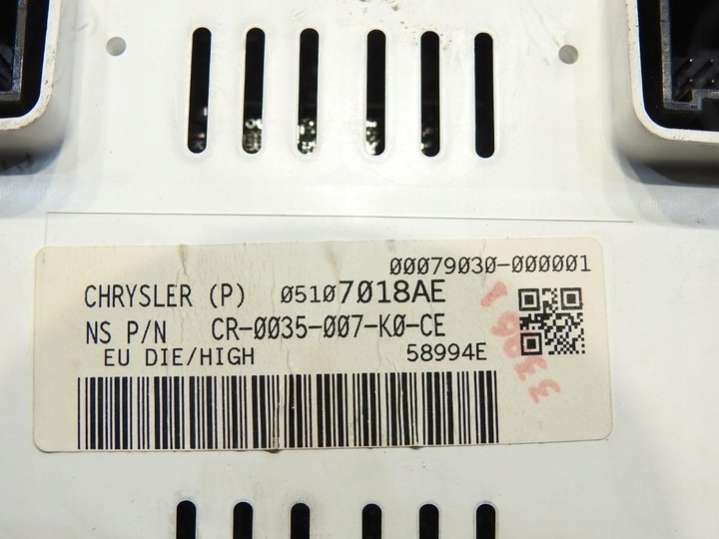 00079030-000001
CHRYSLER (P) 05107018AE
NS P/N CR-0035-007-K0-CE
EU DIE/HIGH 58994E